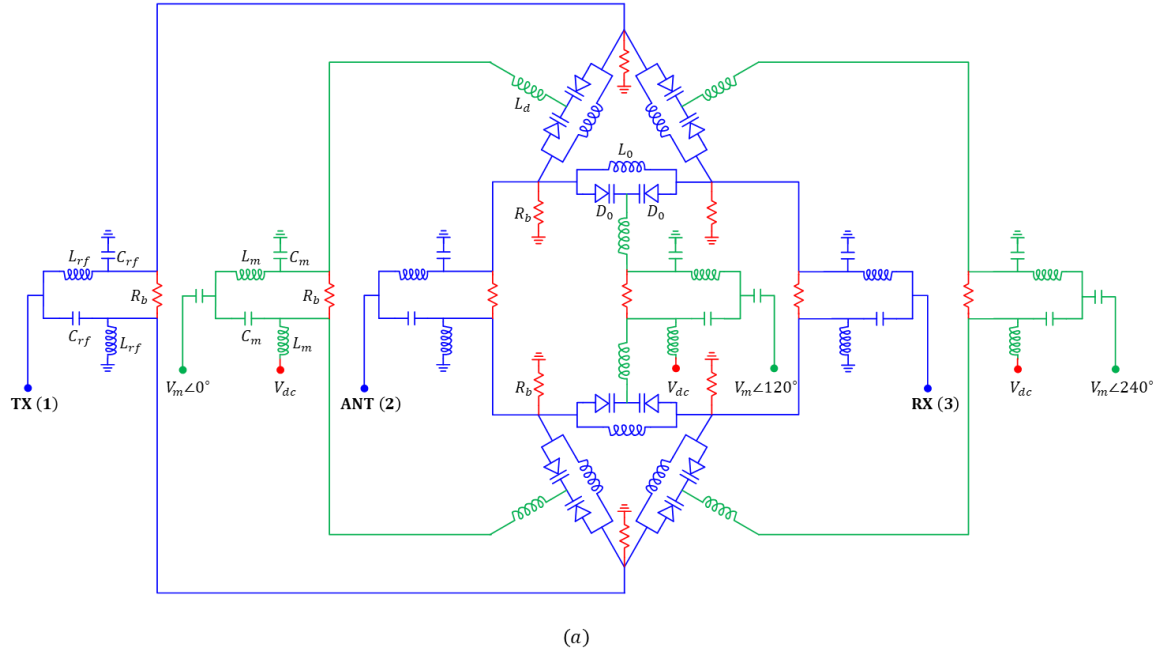 L_d
L_0
D_0 D_0
R_b
L_rf C_rf
L_m C_m
R_b
R_b
C_rf L_rf
C_m L_m
R_b
V_m∠0°
V_dc
V_dc
V_m∠120°
V_dc
V_m∠240°
TX (1)
ANT (2)
RX (3)
(a)